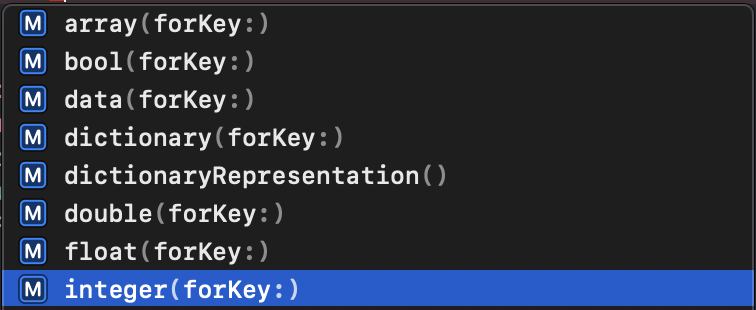 M array(forKey:)
M bool(forKey:)
M data(forKey:)
M dictionary(forKey:)
M dictionaryRepresentation()
M double(forKey:)
M float(forKey:)
M integer(forKey:)